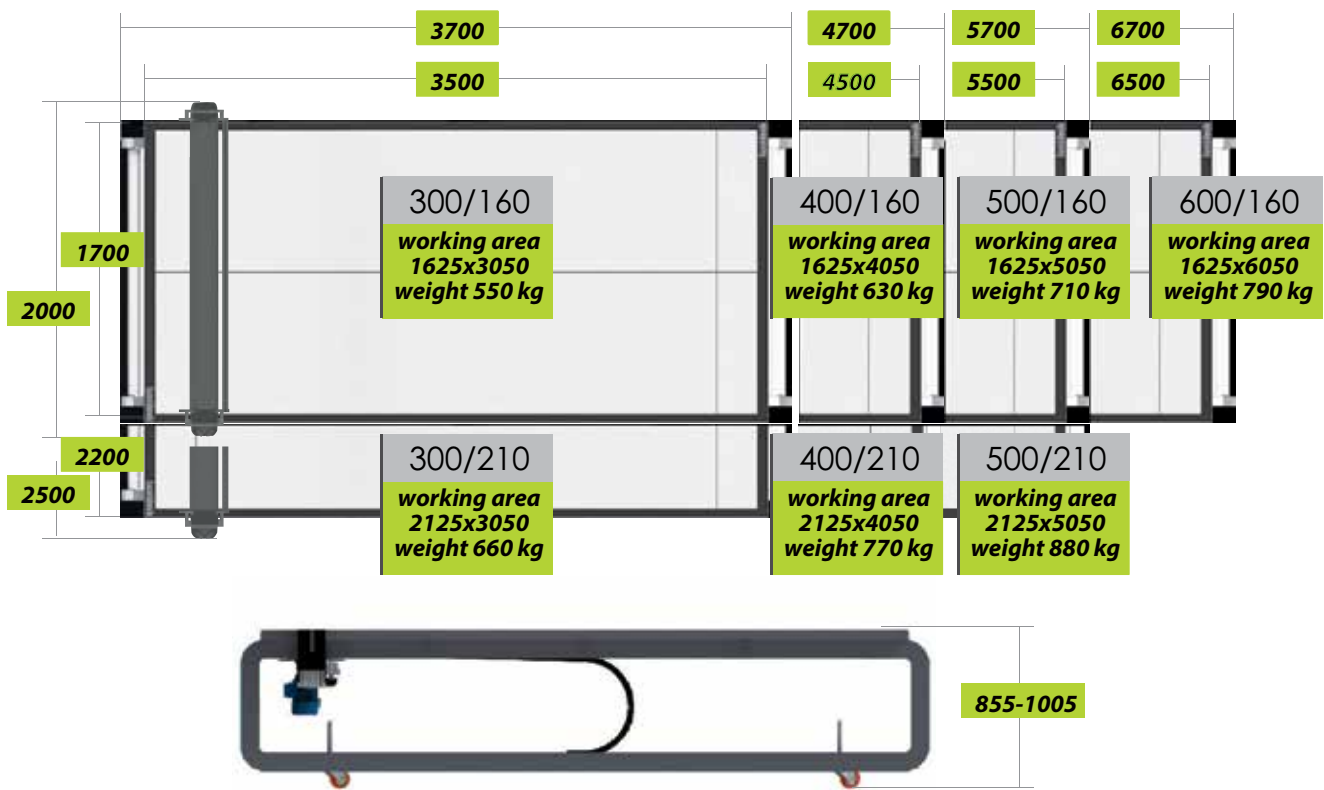 3700
4700
5700
6700
3500
4500
5500
6500
300/160
working area
1625x3050
weight 550 kg
400/160
working area
1625x4050
weight 630 kg
500/160
working area
1625x5050
weight 710 kg
600/160
working area
1625x6050
weight 790 kg
1700
2000
2200
2500
300/210
working area
2125x3050
weight 660 kg
400/210
working area
2125x4050
weight 770 kg
500/210
working area
2125x5050
weight 880 kg
855-1005